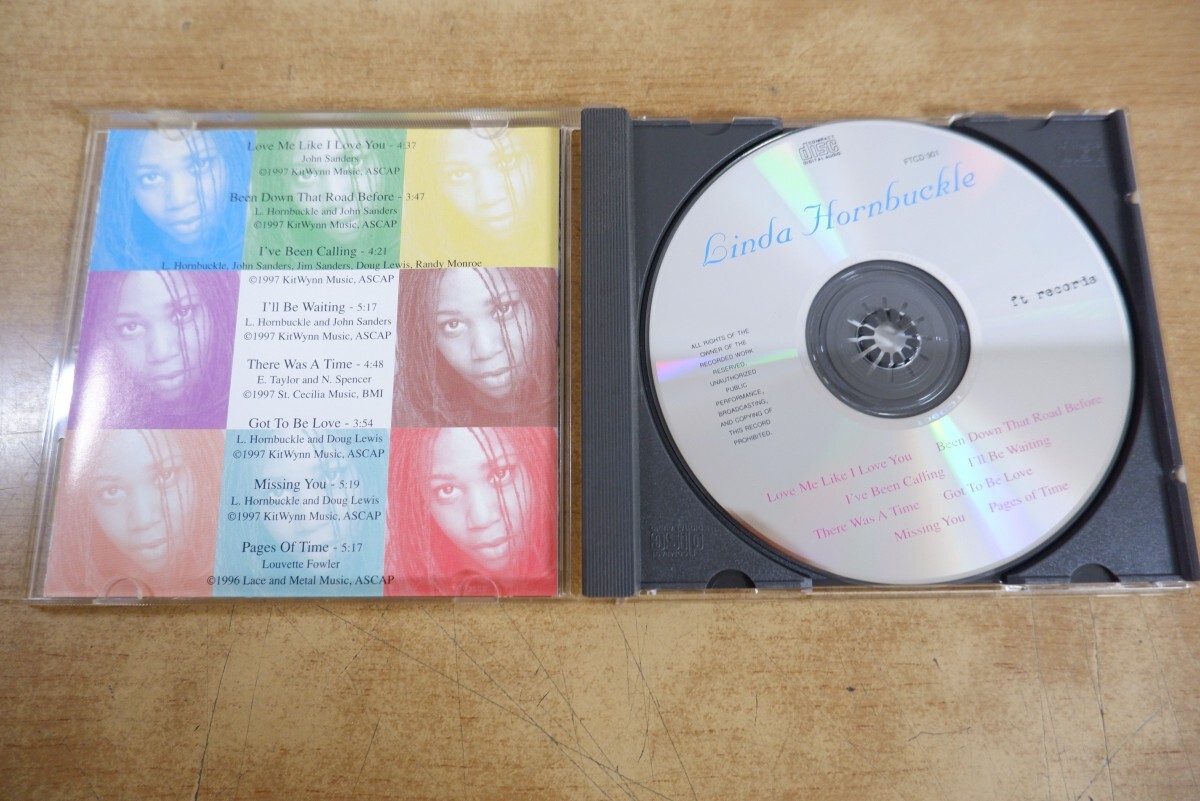 Love Me Like I Love You - 4:37
John Sanders
©1997 KitWynn Music, ASCAP
Been Down That Road Before - 3:47
L. Hornbuckle and John Sanders
©1997 KitWynn Music, ASCAP
I've Been Calling - 4:21
L. Hornbuckle, John Sanders, Jim Sanders, Doug Lewis, Randy Monroe
©1997 KitWynn Music, ASCAP
I'll Be Waiting - 5:17
L. Hornbuckle and John Sanders
©1997 KitWynn Music, ASCAP
There Was A Time - 4:48
E. Taylor and N. Spencer
©1997 St. Cecilia Music, BMI
Got To Be Love - 3:54
L. Hornbuckle and Doug Lewis
©1997 KitWynn Music, ASCAP
Missing You - 5:19
L. Hornbuckle and Doug Lewis
©1997 KitWynn Music, ASCAP
Pages Of Time - 5:17
Louvette Fowler
©1996 Lace and Metal Music, ASCAP
COMPACT
disc
DIGITAL AUDIO
FTCD 961
Linda Hornbuckle
ft records
ALL RIGHTS OF THE
OWNER OF THE
RECORDED WORK
RESERVED.
UNAUTHORIZED
PUBLIC
PERFORMANCE,
BROADCASTING,
AND COPYING OF
THIS RECORD
PROHIBITED.
Love Me Like I Love You Been Down That Road Before
I've Been Calling I'll Be Waiting
There Was A Time Got To Be Love
Missing You Pages of Time
disc